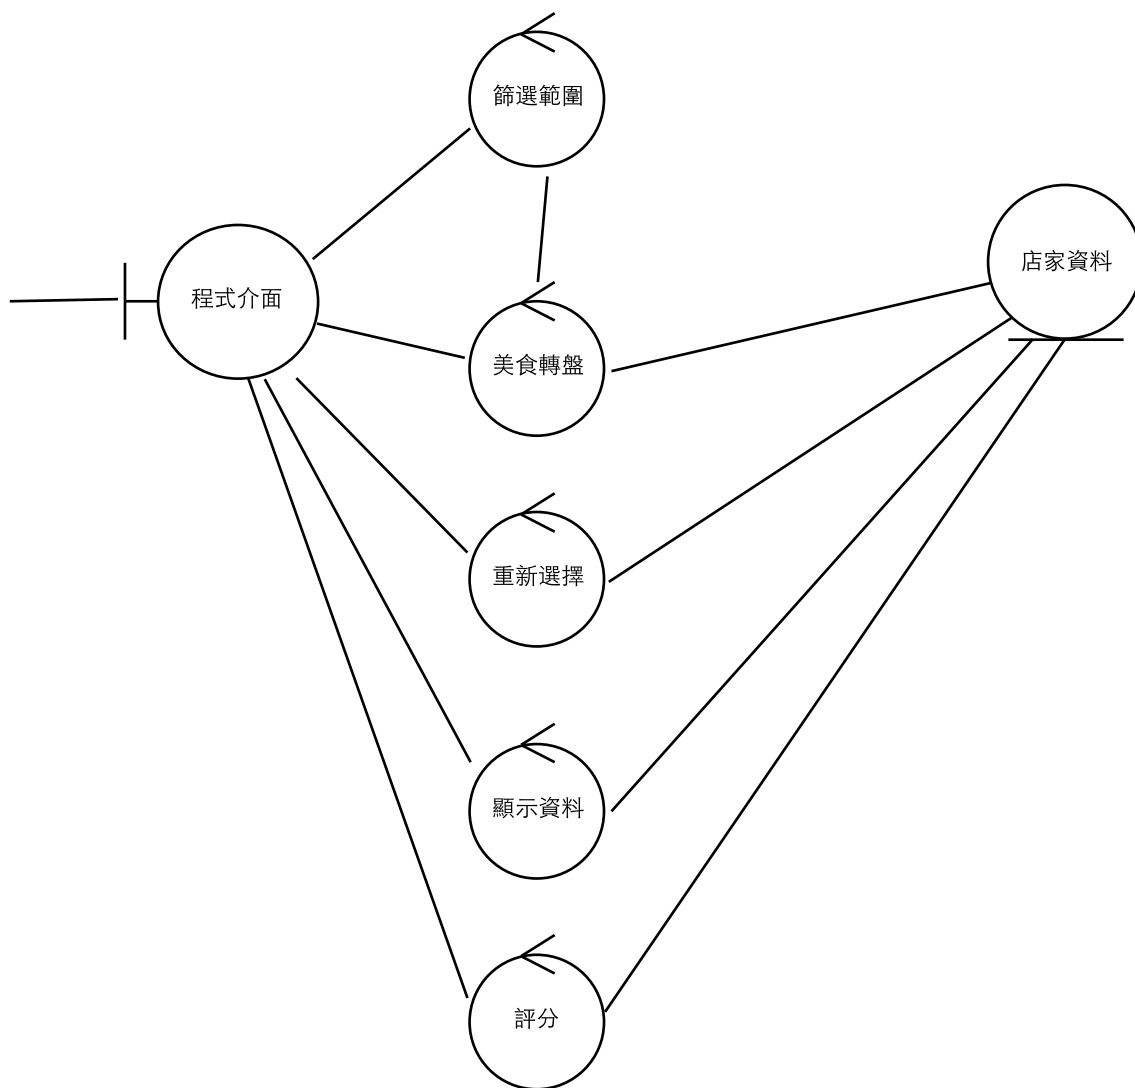 篩選範圍
程式介面
店家資料
美食轉盤
重新選擇
顯示資料
評分